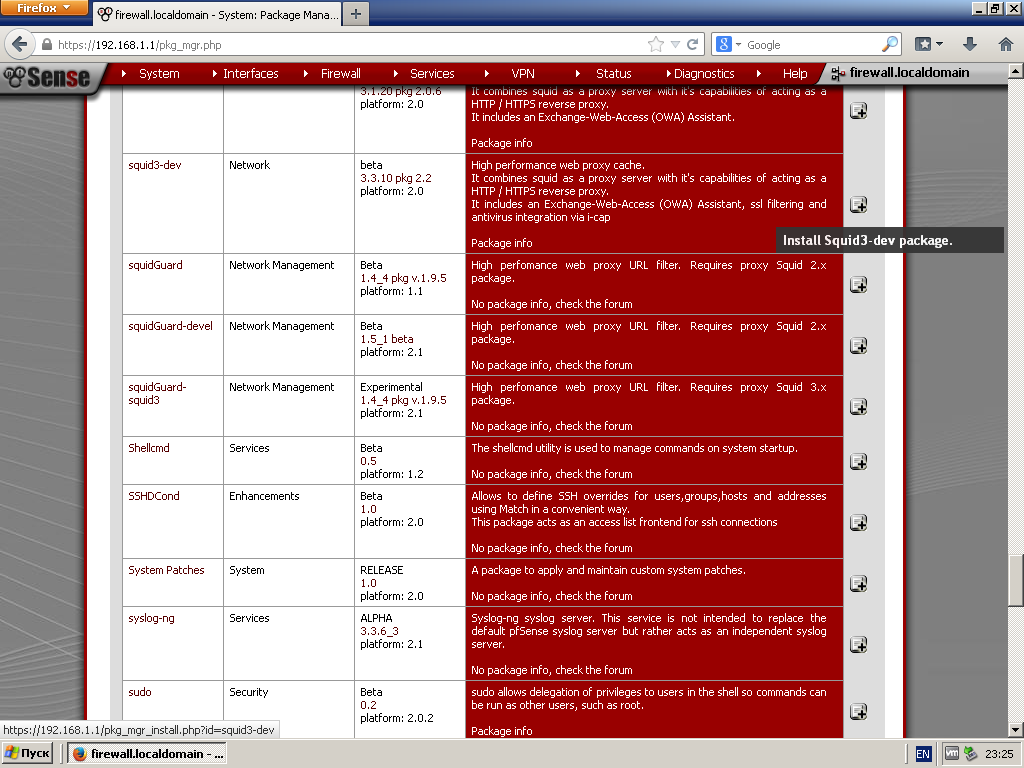 Firefox
firewall.localdomain - System: Package Mana...
https://192.168.1.1/pkg_mgr.php
Google
Sense
System
Interfaces
Firewall
Services
VPN
Status
Diagnostics
Help
firewall.localdomain
3.1.20 pkg 2.0.6
platform: 2.0
It combines squid as a proxy server with it's capabilities of acting as a
HTTP / HTTPS reverse proxy.
It includes an Exchange-Web-Access (OWA) Assistant.
Package info
squid3-dev
Network
beta
3.3.10 pkg 2.2
platform: 2.0
High performance web proxy cache.
It combines squid as a proxy server with it's capabilities of acting as a
HTTP / HTTPS reverse proxy.
It includes an Exchange-Web-Access (OWA) Assistant, ssl filtering and
antivirus integration via i-cap
Package info
Install Squid3-dev package.
squidGuard
Network Management
Beta
1.4_4 pkg v.1.9.5
platform: 1.1
High perfomance web proxy URL filter. Requires proxy Squid 2.x
package.
No package info, check the forum
squidGuard-devel
Network Management
Beta
1.5_1 beta
platform: 2.1
High perfomance web proxy URL filter. Requires proxy Squid 2.x
package.
No package info, check the forum
squidGuard-
squid3
Network Management
Experimental
1.4_4 pkg v.1.9.5
platform: 2.1
High perfomance web proxy URL filter. Requires proxy Squid 3.x
package.
No package info, check the forum
Shellcmd
Services
Beta
0.5
platform: 1.2
The shellcmd utility is used to manage commands on system startup.
No package info, check the forum
SSHDCond
Enhancements
Beta
1.0
platform: 2.0
Allows to define SSH overrides for users,groups,hosts and addresses
using Match in a convenient way.
This package acts as an access list frontend for ssh connections
No package info, check the forum
System Patches
System
RELEASE
1.0
platform: 2.0
A package to apply and maintain custom system patches.
No package info, check the forum
syslog-ng
Services
ALPHA
3.3.6_3
platform: 2.1
Syslog-ng syslog server. This service is not intended to replace the
default pfSense syslog server but rather acts as an independent syslog
server.
No package info, check the forum
sudo
Security
Beta
0.2
platform: 2.0.2
sudo allows delegation of privileges to users in the shell so commands can
be run as other users, such as root.
Package info
https://192.168.1.1/pkg_mgr_install.php?id=squid3-dev
Пуск
firewall.localdomain - ...
EN
vm
23:25